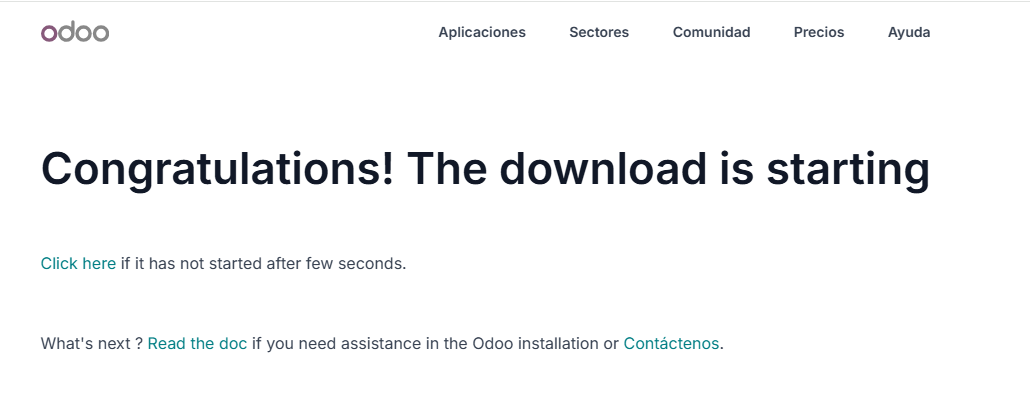 odoo
Aplicaciones Sectores Comunidad Precios Ayuda
Congratulations! The download is starting
Click here if it has not started after few seconds.
What's next ? Read the doc if you need assistance in the Odoo installation or Contáctenos.